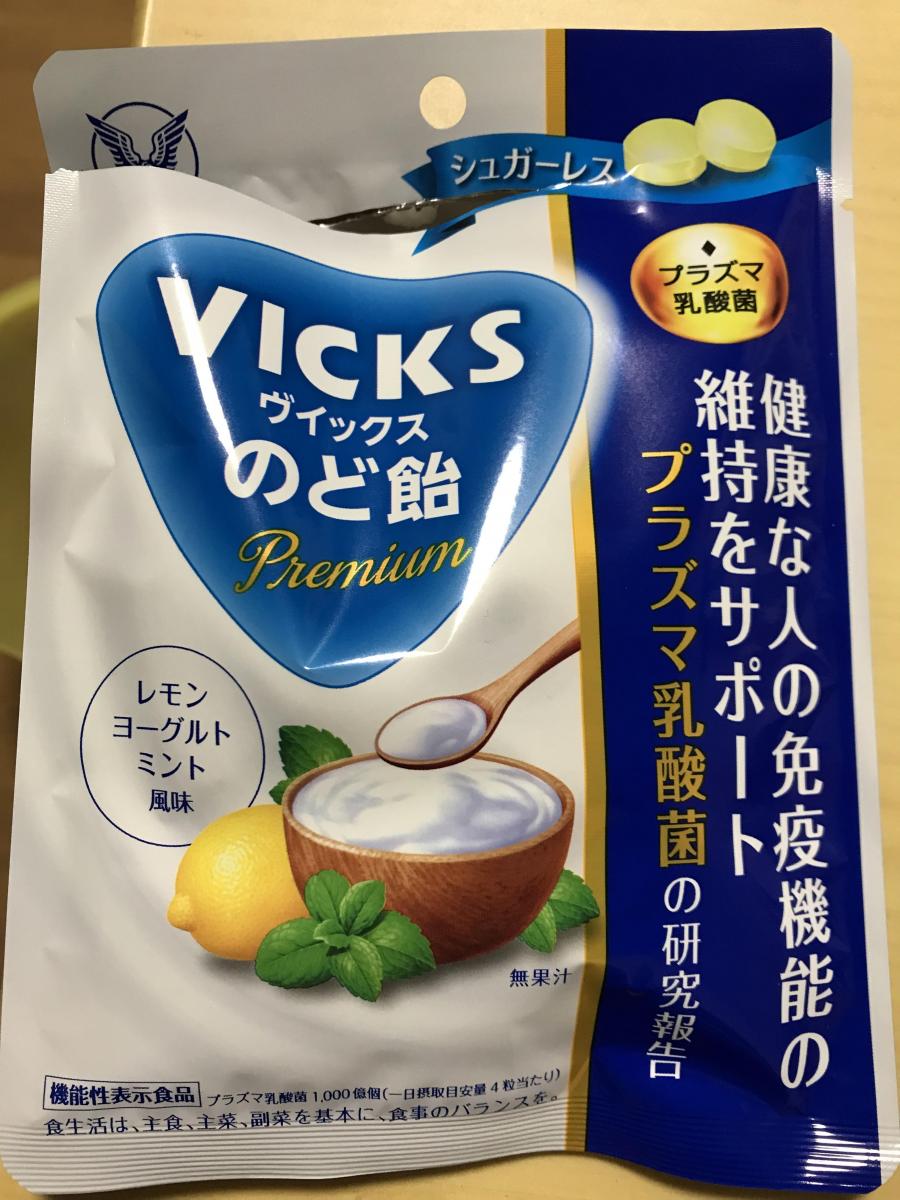 シュガーレス
VICKS
ヴイックス
のど飴
Premium
レモン
ヨーグルト
ミント
風味
無果汁
プラズマ
乳酸菌
健康な人の免疫機能の
維持をサポート
プラズマ乳酸菌の研究報告
機能性表示食品 プラズマ乳酸菌1,000億個(一日摂取目安量4粒当たり)
食生活は、主食、主菜、副菜を基本に、食事のバランスを。